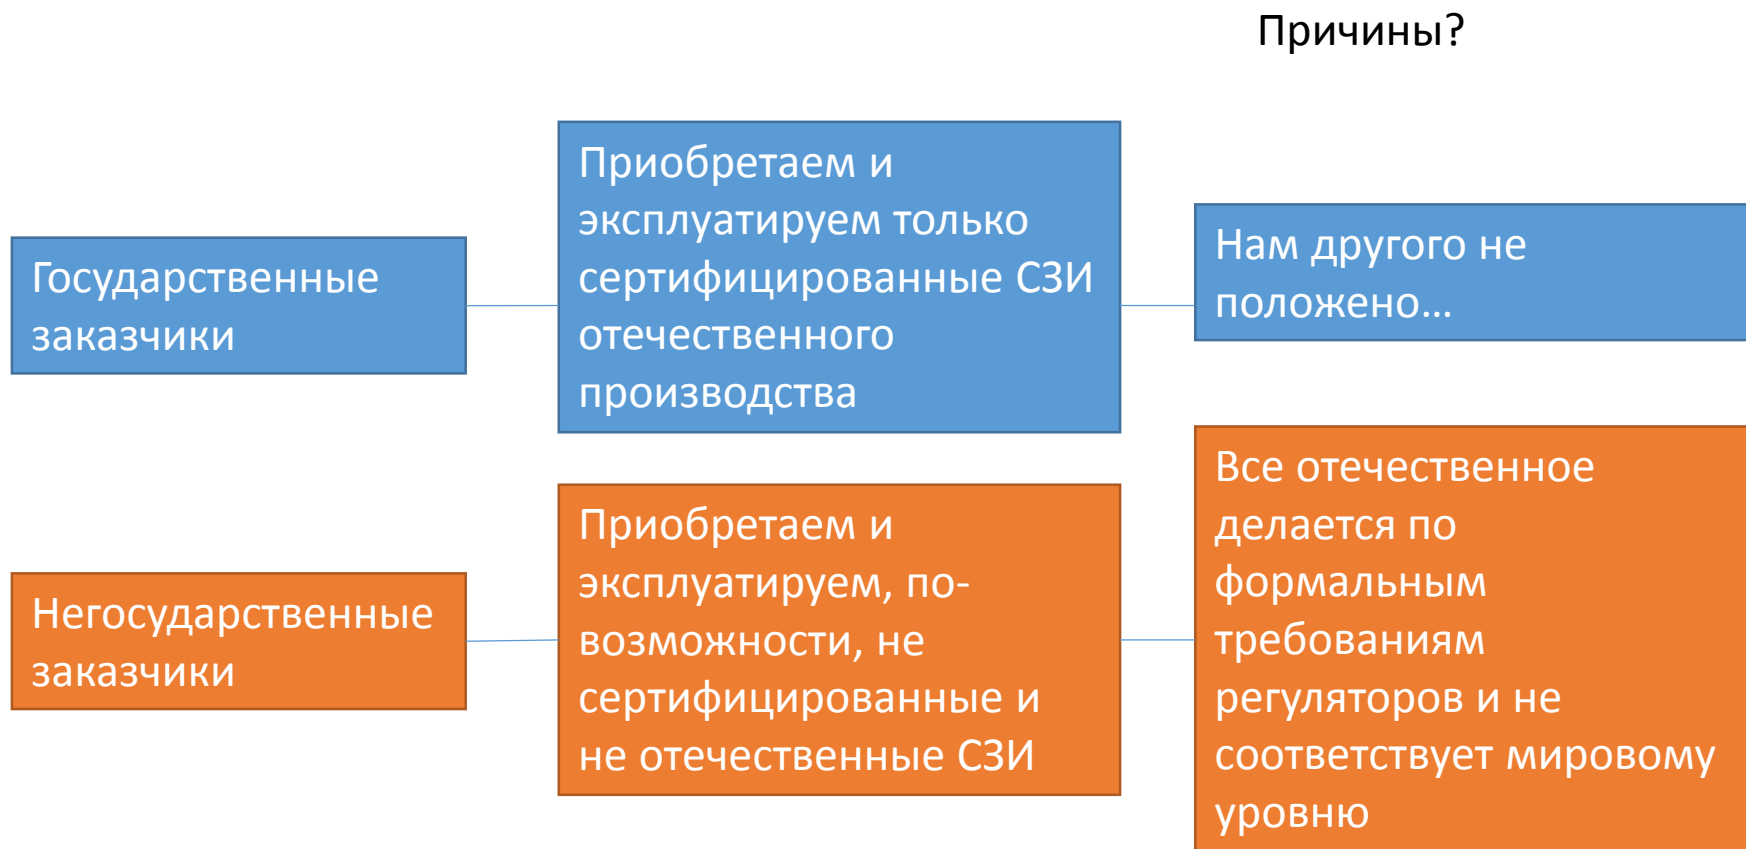 Причины?
Государственные
заказчики
Приобретаем и
эксплуатируем только
сертифицированные СЗИ
отечественного
производства
Нам другого не
положено…
Негосударственные
заказчики
Приобретаем и
эксплуатируем, по-
возможности, не
сертифицированные и
не отечественные СЗИ
Все отечественное
делается по
формальным
требованиям
регуляторов и не
соответствует мировому
уровню